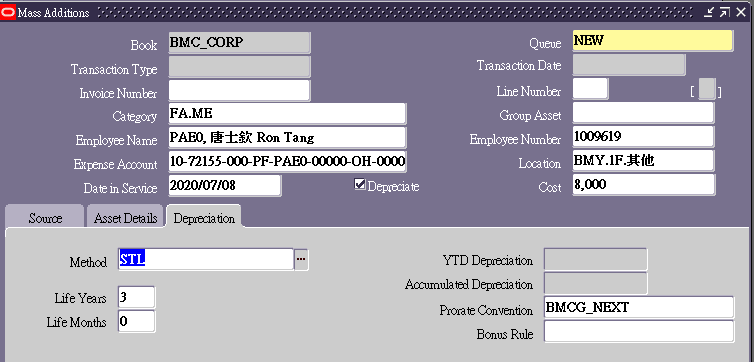 Mass Additions
Book BMC_CORP Queue NEW
Transaction Type Transaction Date
Invoice Number Line Number [ ]
Category FA.ME Group Asset
Employee Name PAE0, 唐士欽 Ron Tang Employee Number 1009619
Expense Account 10-72155-000-PF-PAE0-00000-OH-0000 Location BMY.1F.其他
Date in Service 2020/07/08 Depreciate Cost 8,000
Source Asset Details Depreciation
Method STL ... YTD Depreciation
Accumulated Depreciation
Life Years 3 Prorate Convention BMCG_NEXT
Life Months 0 Bonus Rule